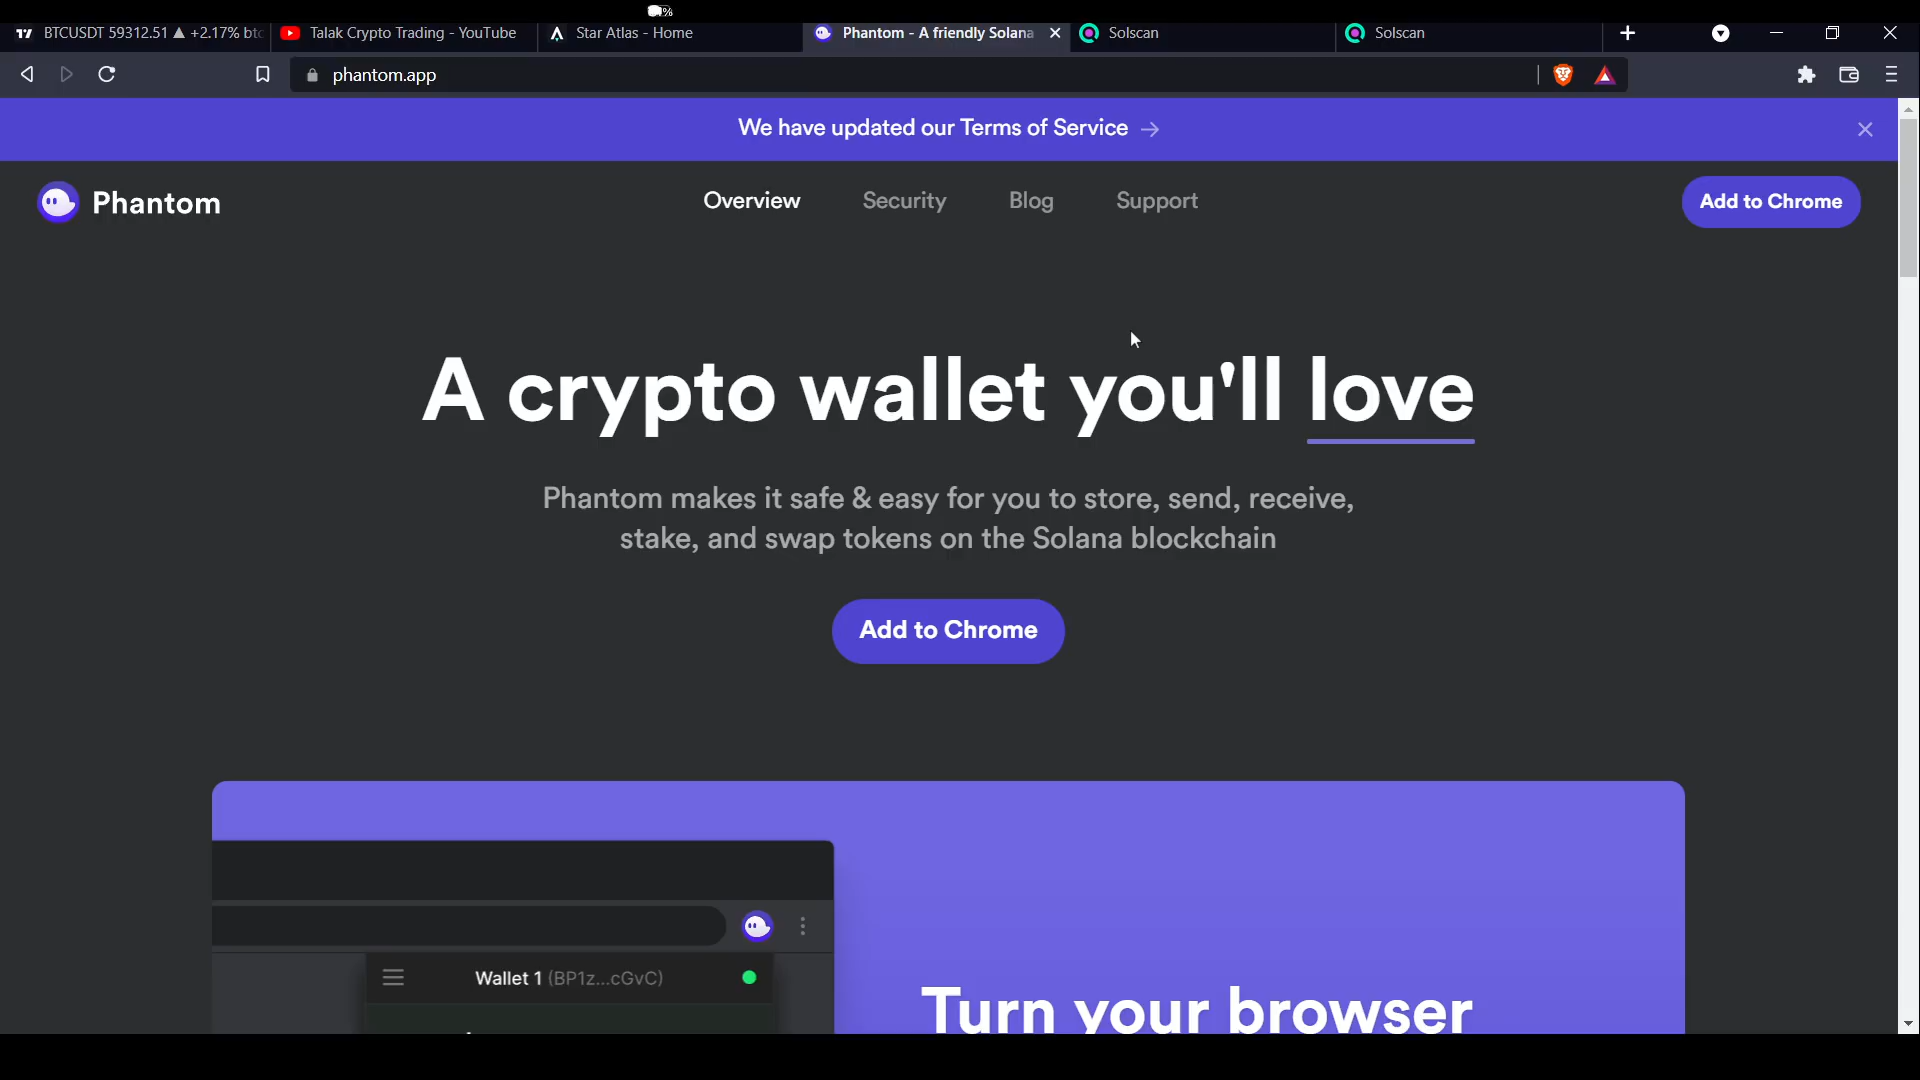 BTCUSDT 59312.51 ▲ +2.17% btc
Talak Crypto Trading - YouTube
Star Atlas - Home
Phantom - A friendly Solana
Solscan
Solscan
phantom.app
We have updated our Terms of Service →
Phantom
Overview
Security
Blog
Support
Add to Chrome
A crypto wallet you'll love
Phantom makes it safe & easy for you to store, send, receive,
stake, and swap tokens on the Solana blockchain
Add to Chrome
Wallet 1 (BP1z...cGvC)
Turn your browser